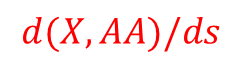 d(X, AA)/ds